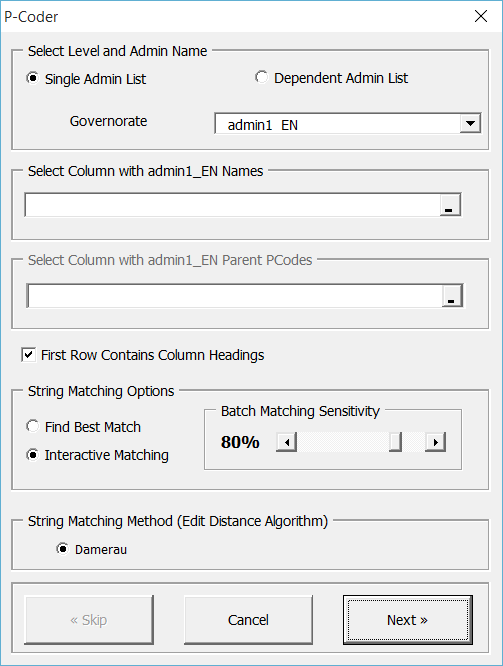 P-Coder
Select Level and Admin Name
Single Admin List
Dependent Admin List
Governorate
admin1_EN
Select Column with admin1_EN Names
Select Column with admin1_EN Parent PCodes
First Row Contains Column Headings
String Matching Options
Batch Matching Sensitivity
Find Best Match
80%
Interactive Matching
String Matching Method (Edit Distance Algorithm)
Damerau
« Skip
Cancel
Next »